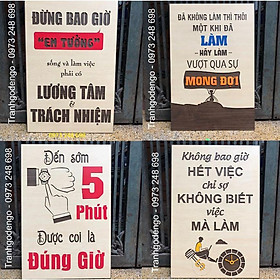 ĐỪNG BAO GIỜ
"EM TƯỞNG"
sống và làm việc
phải có
LƯƠNG TÂM
&
TRÁCH NHIỆM
Tranhgodengo - 0973 248 698
ĐÃ KHÔNG LÀM THÌ THÔI
MỘT KHI ĐÃ
LÀM
- HÃY LÀM -
VƯỢT QUA SỰ
MONG ĐỢI
Tranhgodengo - 0973 248 698
Đến sớm
5
PHÚT
Được coi là
Đúng Giờ
Tranhgodengo - 0973 248 698
Không bao giờ
HẾT VIỆC
chỉ sợ
KHÔNG BIẾT
việc
MÀ LÀM
Tranhgodengo - 0973 248 698